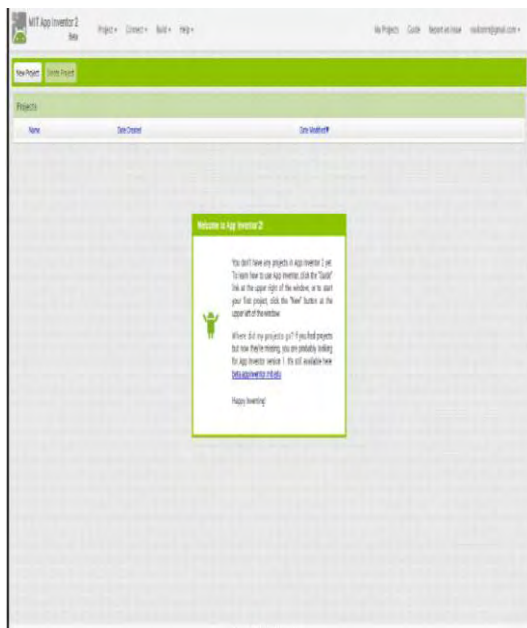 MIT App Inventor 2
Beta
Project Connect Build Help
My Projects Guide Report an Issue
New Project Delete Project
Projects
Name Date Created Date Modified▼
Welcome to App Inventor 2!
You don't have any projects in App Inventor 2 yet.
To learn how to use App Inventor, click the "Guide"
link at the upper right of the window; or to start
your first project, click the "New" button at the
upper left of the window.
Where did my projects go? If you had projects
but now they're missing, you are probably looking
for App Inventor version 1. It's still available here:
beta.appinventor.mit.edu
Happy Inventing!